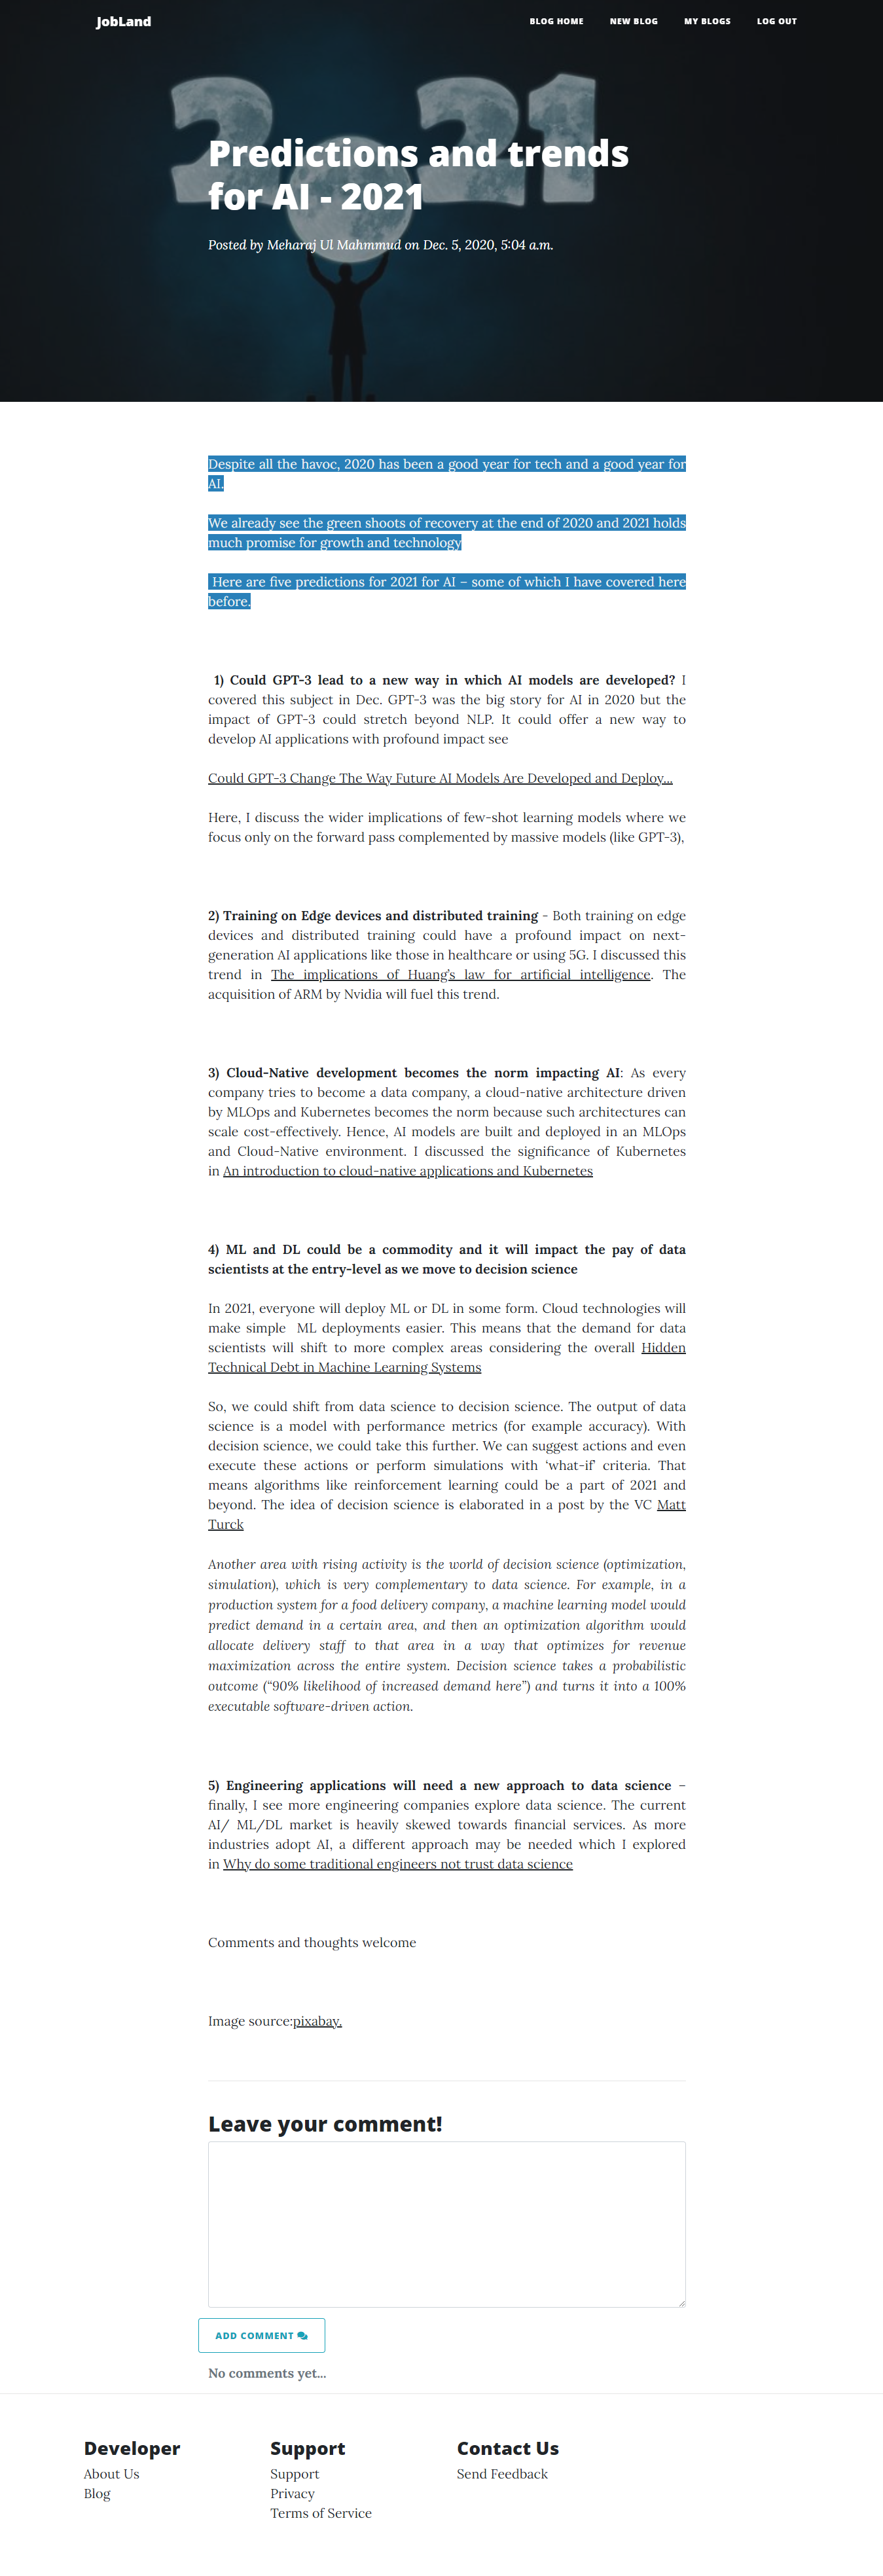 JobLand
BLOG HOME NEW BLOG MY BLOGS LOG OUT
2021
Predictions and trends
for AI - 2021
Posted by Meharaj Ul Mahmmud on Dec. 5, 2020, 5:04 a.m.
Despite all the havoc, 2020 has been a good year for tech and a good year for
AI.
We already see the green shoots of recovery at the end of 2020 and 2021 holds
much promise for growth and technology
Here are five predictions for 2021 for AI – some of which I have covered here
before.
1) Could GPT-3 lead to a new way in which AI models are developed? I
covered this subject in Dec. GPT-3 was the big story for AI in 2020 but the
impact of GPT-3 could stretch beyond NLP. It could offer a new way to
develop AI applications with profound impact see
Could GPT-3 Change The Way Future AI Models Are Developed and Deploy...
Here, I discuss the wider implications of few-shot learning models where we
focus only on the forward pass complemented by massive models (like GPT-3),
2) Training on Edge devices and distributed training - Both training on edge
devices and distributed training could have a profound impact on next-
generation AI applications like those in healthcare or using 5G. I discussed this
trend in The implications of Huang’s law for artificial intelligence. The
acquisition of ARM by Nvidia will fuel this trend.
3) Cloud-Native development becomes the norm impacting AI: As every
company tries to become a data company, a cloud-native architecture driven
by MLOps and Kubernetes becomes the norm because such architectures can
scale cost-effectively. Hence, AI models are built and deployed in an MLOps
and Cloud-Native environment. I discussed the significance of Kubernetes
in An introduction to cloud-native applications and Kubernetes
4) ML and DL could be a commodity and it will impact the pay of data
scientists at the entry-level as we move to decision science
In 2021, everyone will deploy ML or DL in some form. Cloud technologies will
make simple ML deployments easier. This means that the demand for data
scientists will shift to more complex areas considering the overall Hidden
Technical Debt in Machine Learning Systems
So, we could shift from data science to decision science. The output of data
science is a model with performance metrics (for example accuracy). With
decision science, we could take this further. We can suggest actions and even
execute these actions or perform simulations with ‘what-if’ criteria. That
means algorithms like reinforcement learning could be a part of 2021 and
beyond. The idea of decision science is elaborated in a post by the VC Matt
Turck
Another area with rising activity is the world of decision science (optimization,
simulation), which is very complementary to data science. For example, in a
production system for a food delivery company, a machine learning model would
predict demand in a certain area, and then an optimization algorithm would
allocate delivery staff to that area in a way that optimizes for revenue
maximization across the entire system. Decision science takes a probabilistic
outcome (“90% likelihood of increased demand here”) and turns it into a 100%
executable software-driven action.
5) Engineering applications will need a new approach to data science –
finally, I see more engineering companies explore data science. The current
AI/ ML/DL market is heavily skewed towards financial services. As more
industries adopt AI, a different approach may be needed which I explored
in Why do some traditional engineers not trust data science
Comments and thoughts welcome
Image source:pixabay.
Leave your comment!
ADD COMMENT
No comments yet...
Developer Support Contact Us
About Us Support Send Feedback
Blog Privacy
Terms of Service